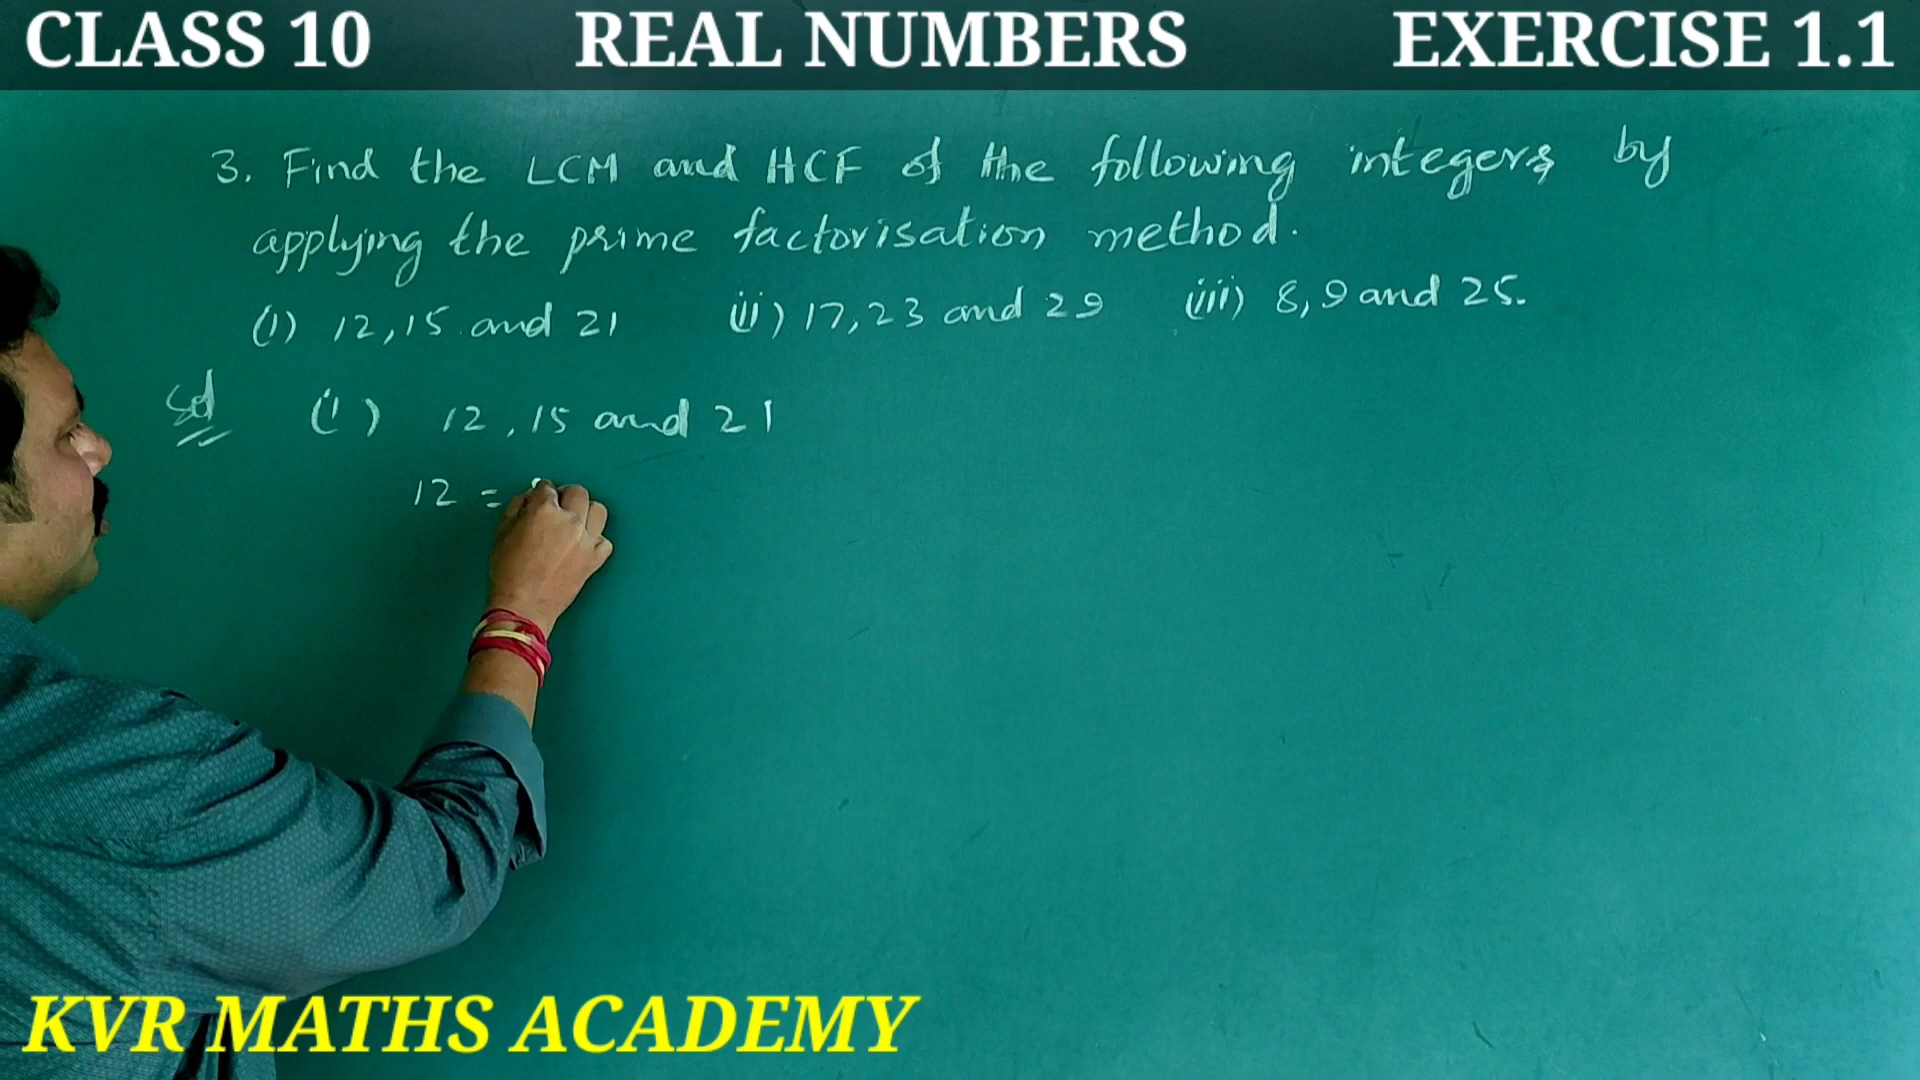 CLASS 10 REAL NUMBERS EXERCISE 1.1
3. Find the LCM and HCF of the following integers by
applying the prime factorisation method.
(i) 12, 15 and 21 (ii) 17, 23 and 29 (iii) 8, 9 and 25.
Sol (i) 12, 15 and 21
12 =
KVR MATHS ACADEMY